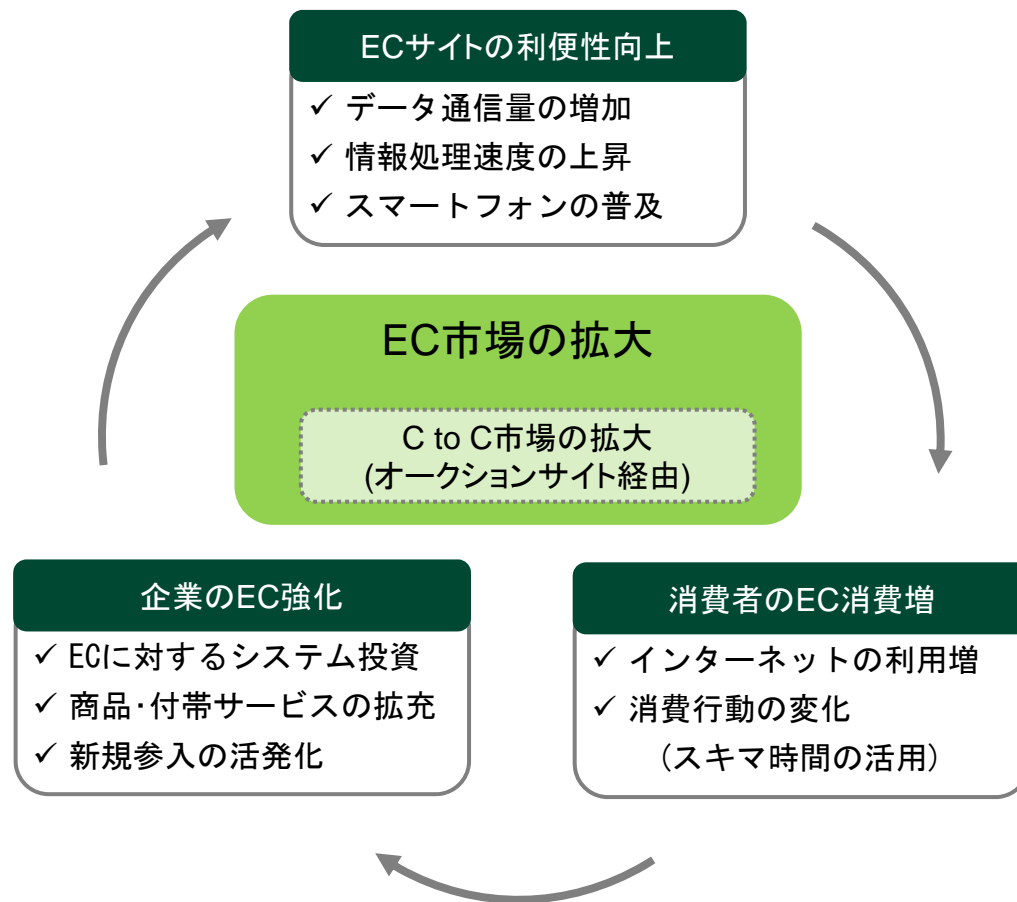 ECサイトの利便性向上
✓ データ通信量の増加
✓ 情報処理速度の上昇
✓ スマートフォンの普及
EC市場の拡大
C to C市場の拡大
(オークションサイト経由)
企業のEC強化
✓ ECに対するシステム投資
✓ 商品・付帯サービスの拡充
✓ 新規参入の活発化
消費者のEC消費増
✓ インターネットの利用増
✓ 消費行動の変化
（スキマ時間の活用）